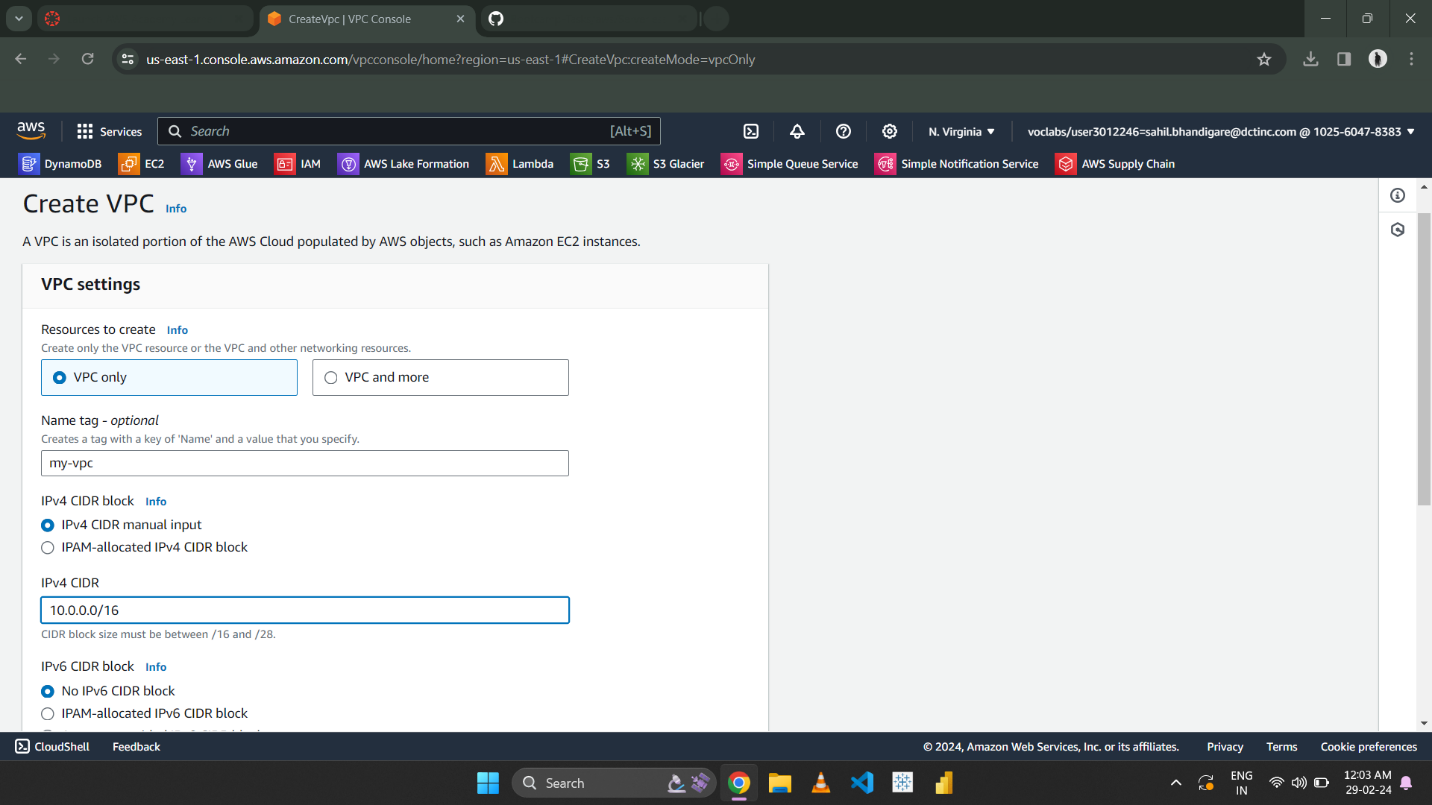 CreateVpc | VPC Console
us-east-1.console.aws.amazon.com/vpcconsole/home?region=us-east-1#CreateVpc:createMode=vpcOnly
aws Services Search [Alt+S] N. Virginia voclabs/user3012246=sahil.bhandigare@dctinc.com @ 1025-6047-8383
DynamoDB EC2 AWS Glue IAM AWS Lake Formation Lambda S3 S3 Glacier Simple Queue Service Simple Notification Service AWS Supply Chain
Create VPC Info
A VPC is an isolated portion of the AWS Cloud populated by AWS objects, such as Amazon EC2 instances.
VPC settings
Resources to create Info
Create only the VPC resource or the VPC and other networking resources.
VPC only VPC and more
Name tag - optional
Creates a tag with a key of 'Name' and a value that you specify.
my-vpc
IPv4 CIDR block Info
IPv4 CIDR manual input
IPAM-allocated IPv4 CIDR block
IPv4 CIDR
10.0.0.0/16
CIDR block size must be between /16 and /28.
IPv6 CIDR block Info
No IPv6 CIDR block
IPAM-allocated IPv6 CIDR block
CloudShell Feedback © 2024, Amazon Web Services, Inc. or its affiliates. Privacy Terms Cookie preferences
Search ENG 12:03 AM
IN 29-02-24